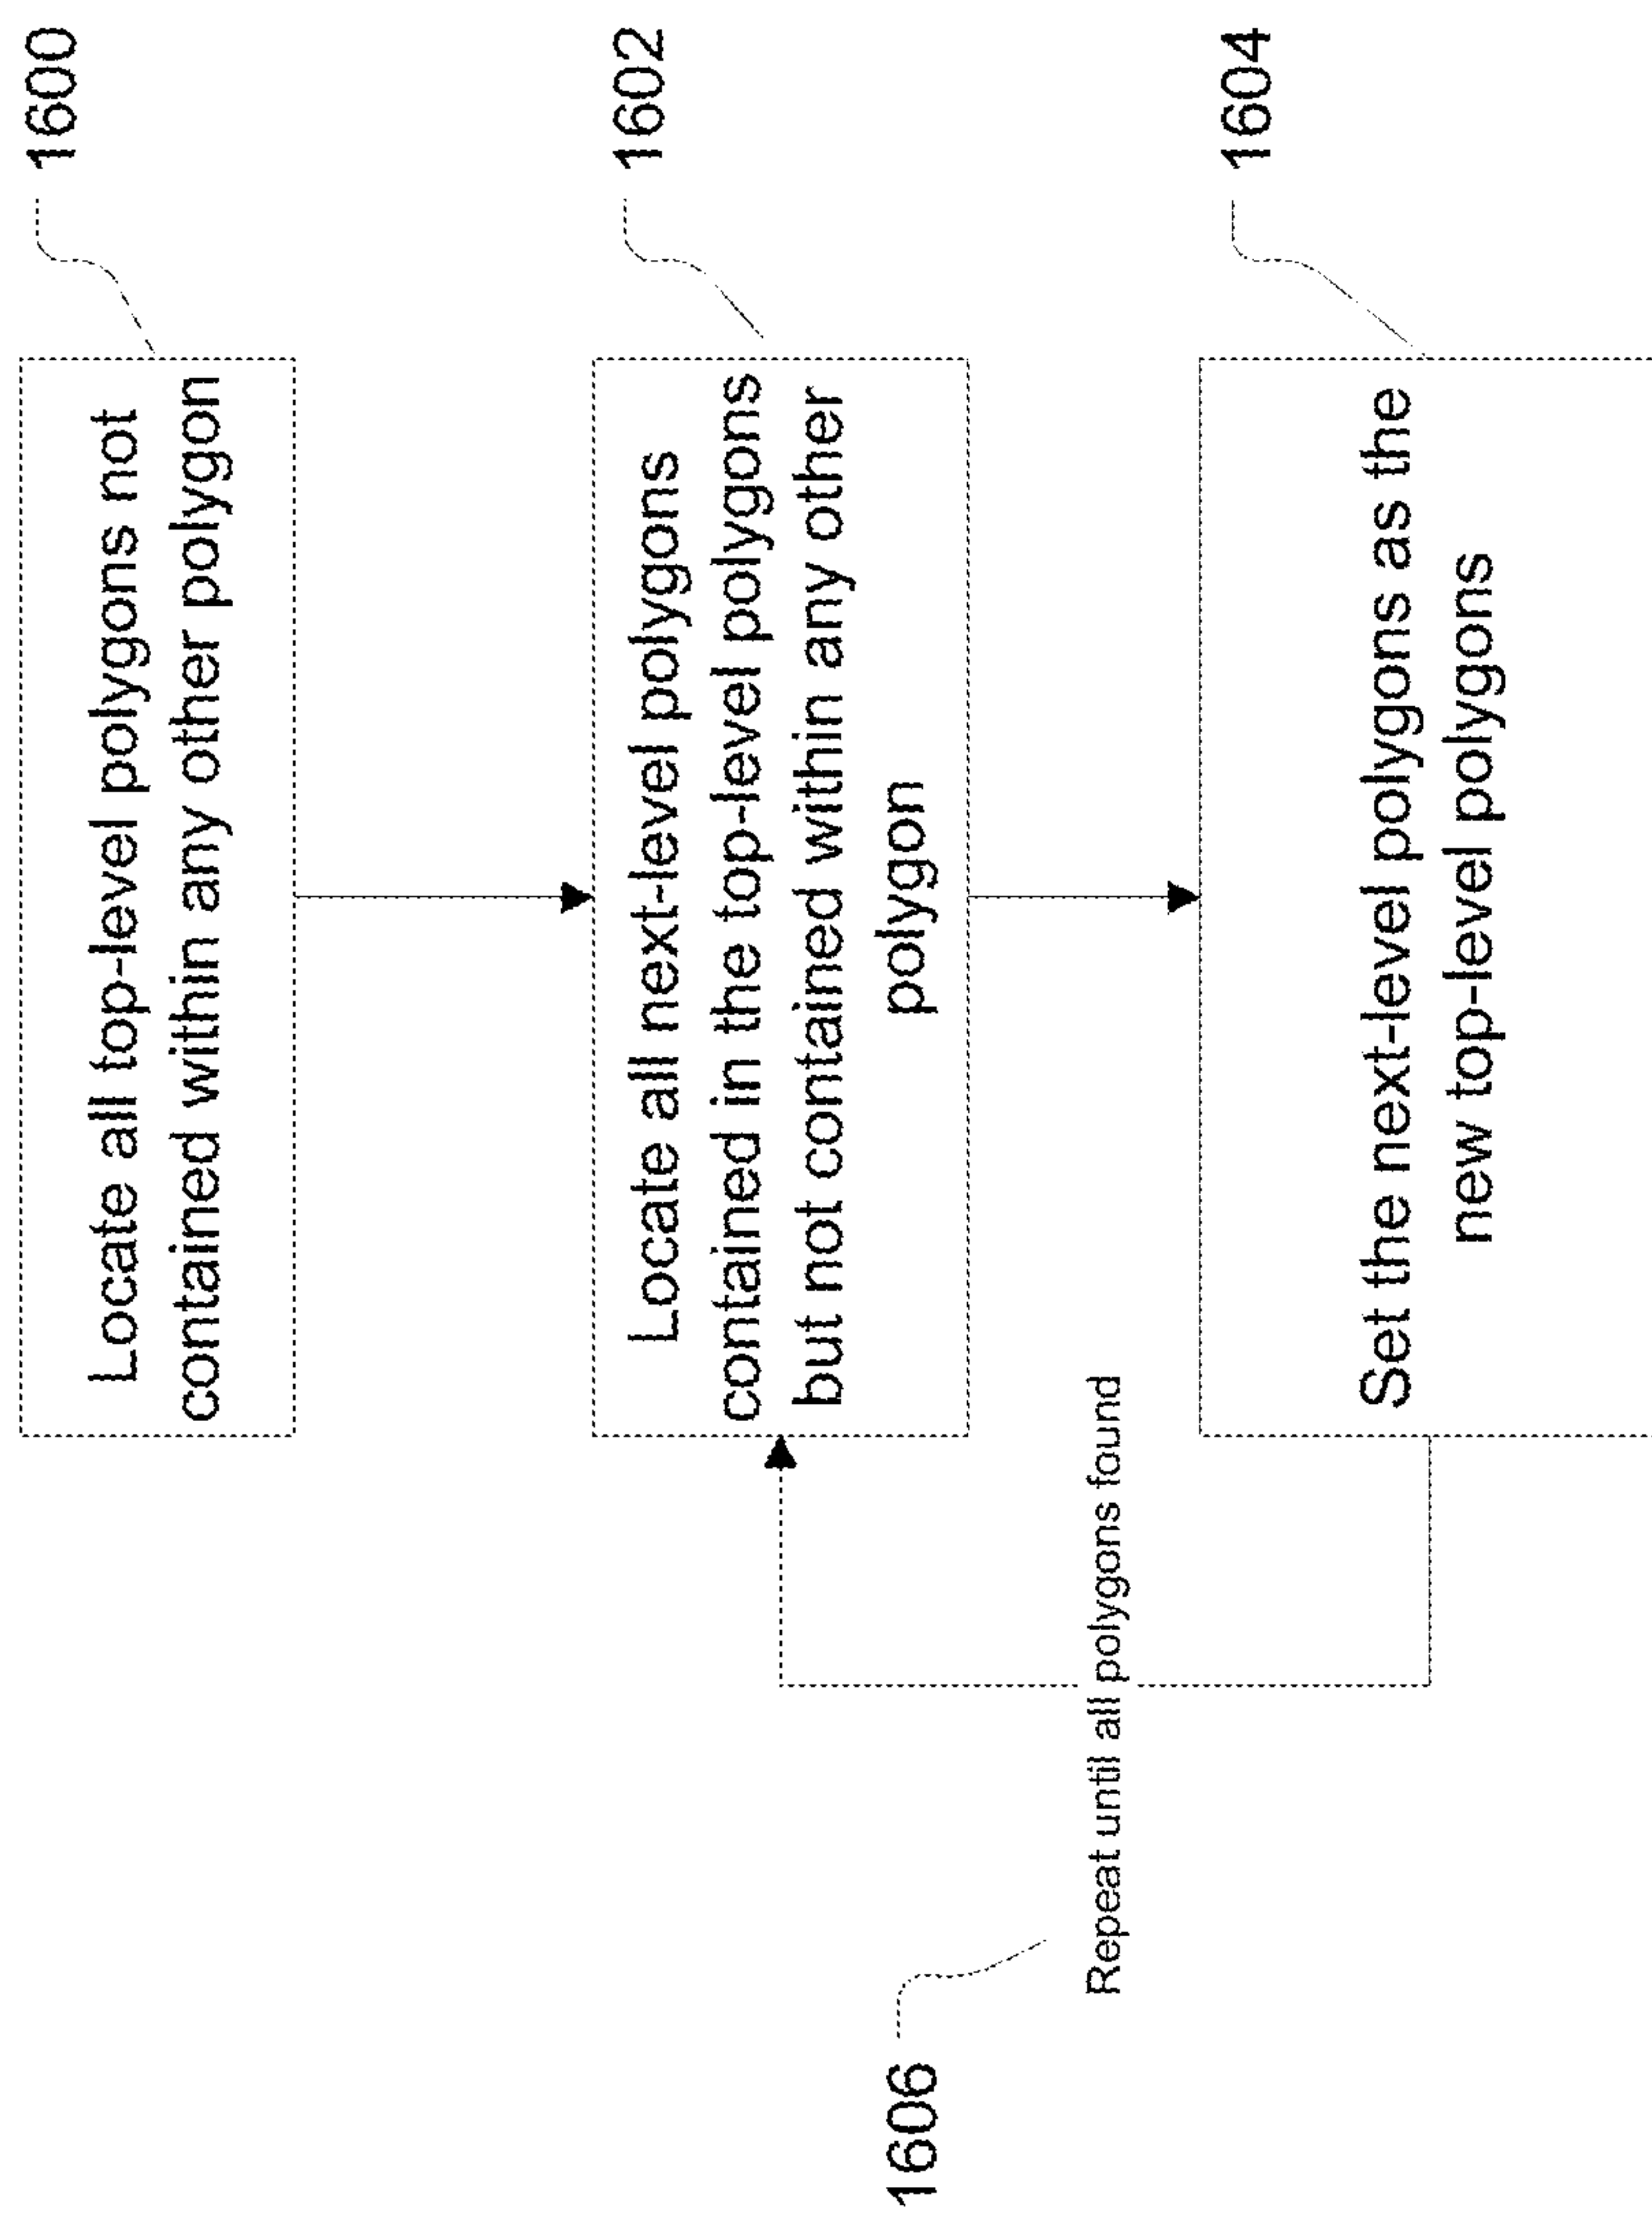 Locate all top-level polygons not
contained within any other polygon
1600
Locate all next-level polygons
contained in the top-level polygons
but not contained within any other
polygon
1602
1606
Repeat until all polygons found
Set the next-level polygons as the
new top-level polygons
1604